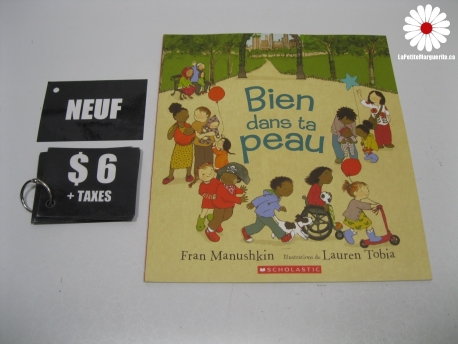 LaPetiteMarguerite.ca
NEUF
$6
+ TAXES
Bien
dans ta
peau
Fran Manushkin Illustrations de Lauren Tobia
SCHOLASTIC